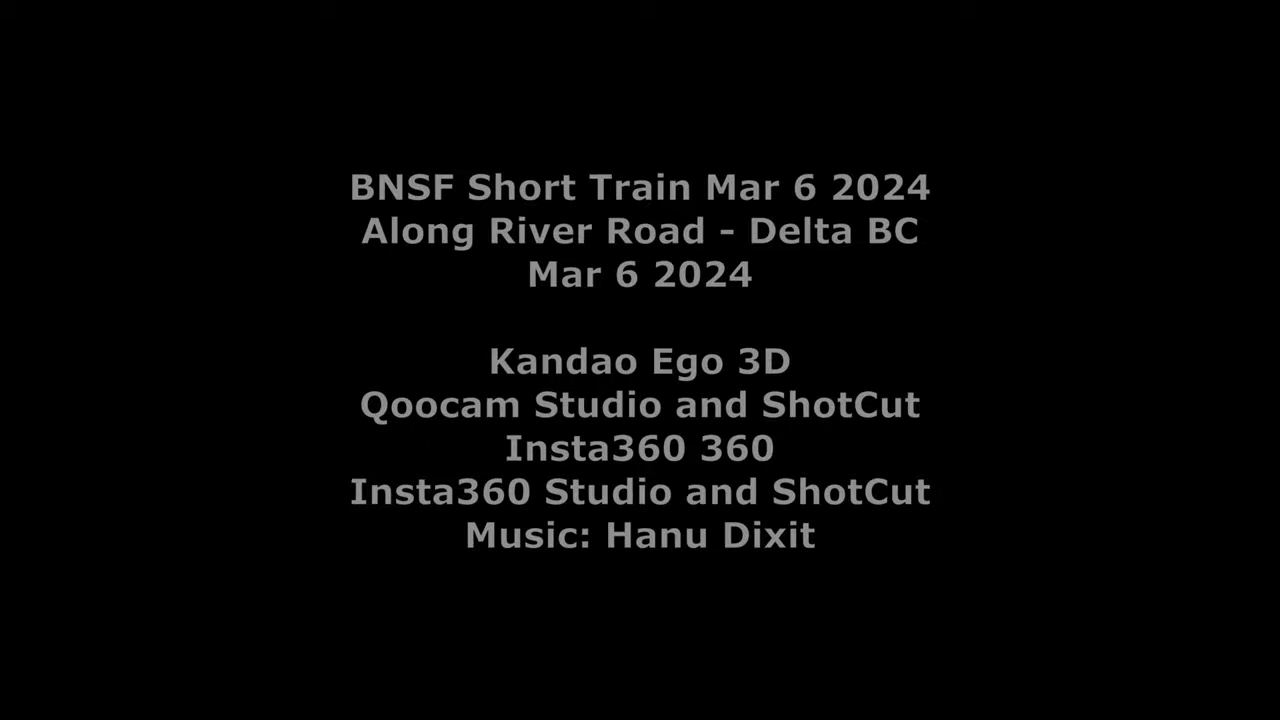 BNSF Short Train Mar 6 2024
Along River Road - Delta BC
Mar 6 2024
Kandao Ego 3D
Qoocam Studio and ShotCut
Insta360 360
Insta360 Studio and ShotCut
Music: Hanu Dixit